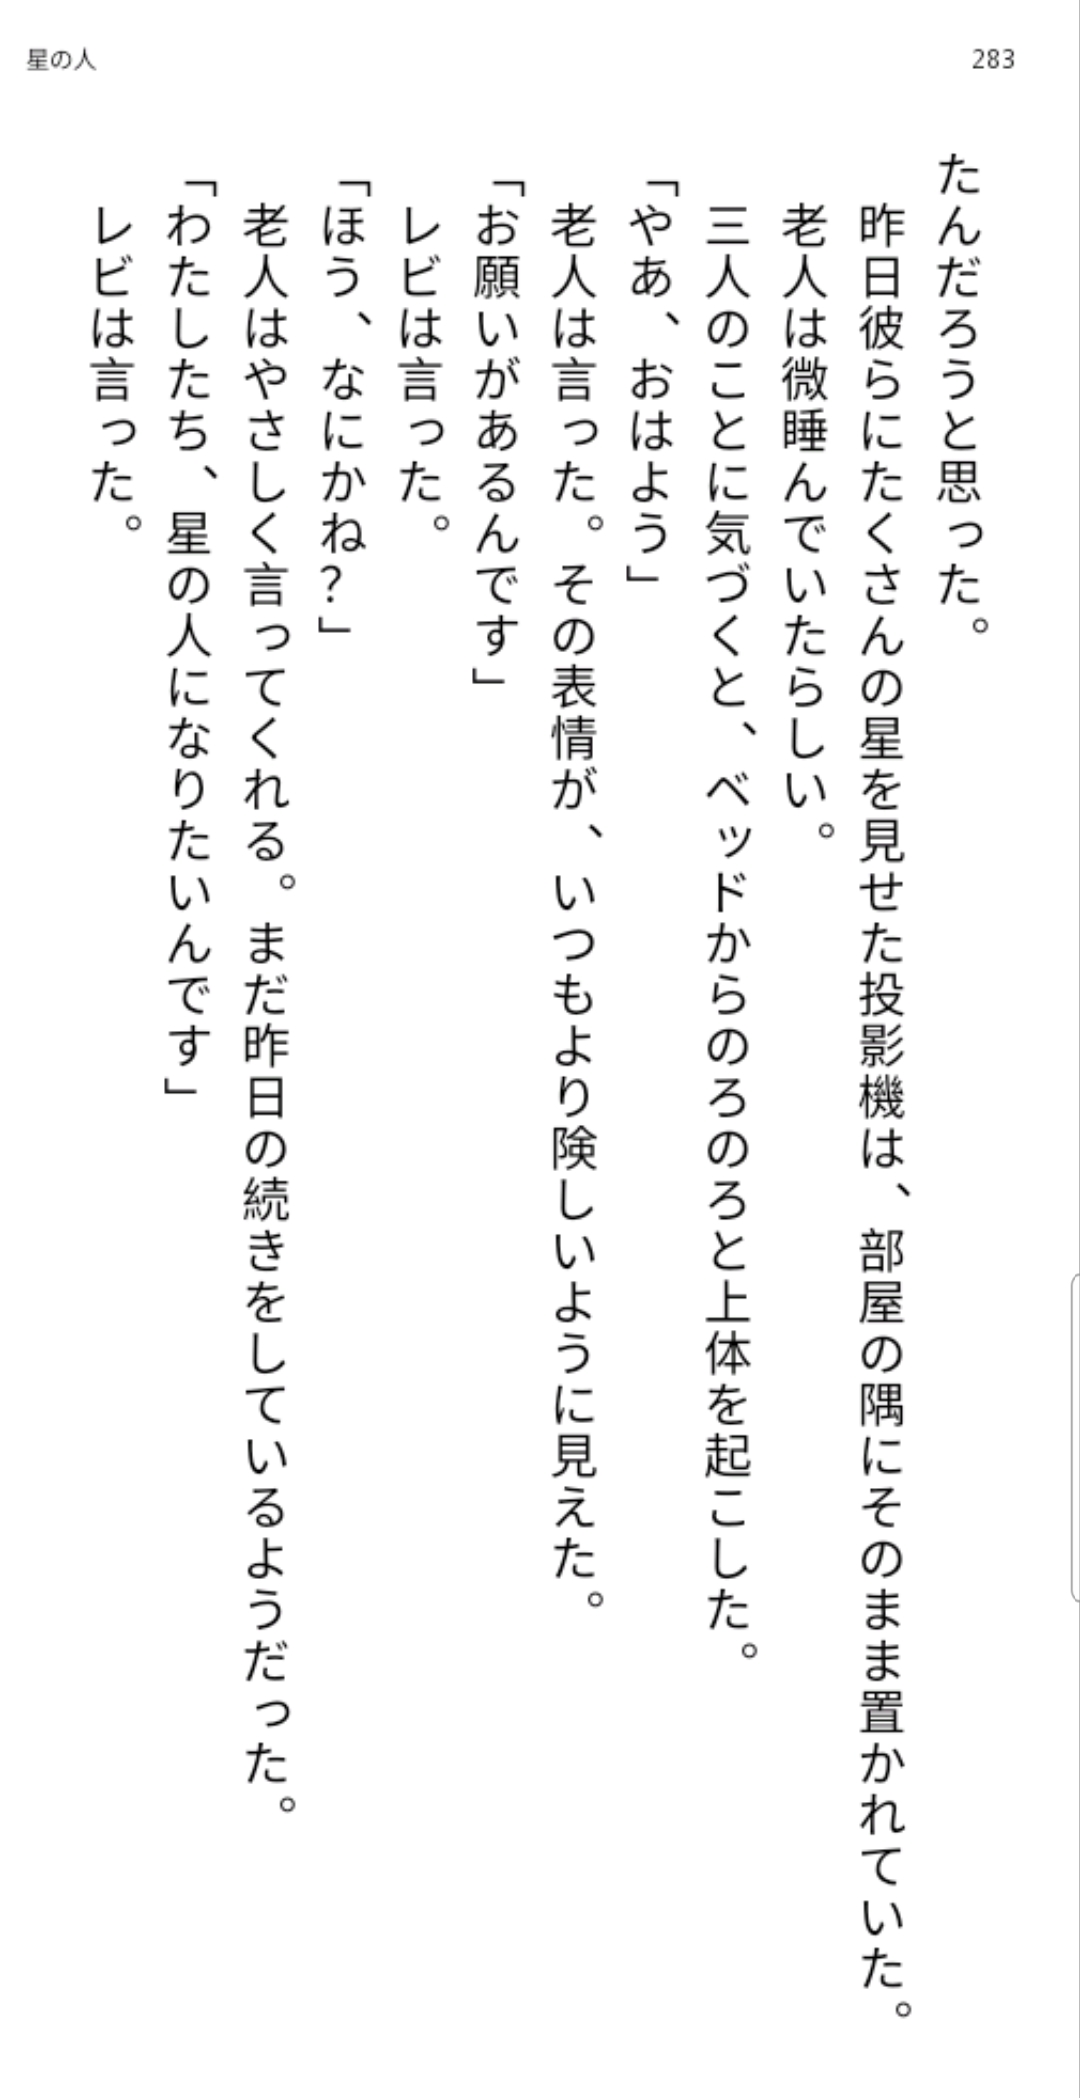 星の人
283
たんだろうと思った。
昨日彼らにたくさんの星を見せた投影機は、部屋の隅にそのまま置かれていた。
老人は微睡んでいたらしい。
三人のことに気づくと、ベッドからのろのろと上体を起こした。
「やあ、おはよう」
老人は言った。その表情が、いつもより険しいように見えた。
「お願いがあるんです」
レビは言った。
「ほう、なにかね？」
老人はやさしく言ってくれる。まだ昨日の続きをしているようだった。
「わたしたち、星の人になりたいんです」
レビは言った。